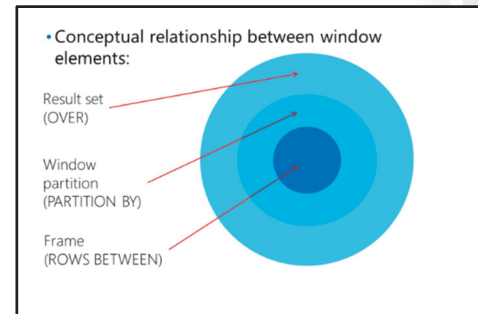 • Conceptual relationship between window
elements:
Result set
(OVER)
Window
partition
(PARTITION BY)
Frame
(ROWS BETWEEN)